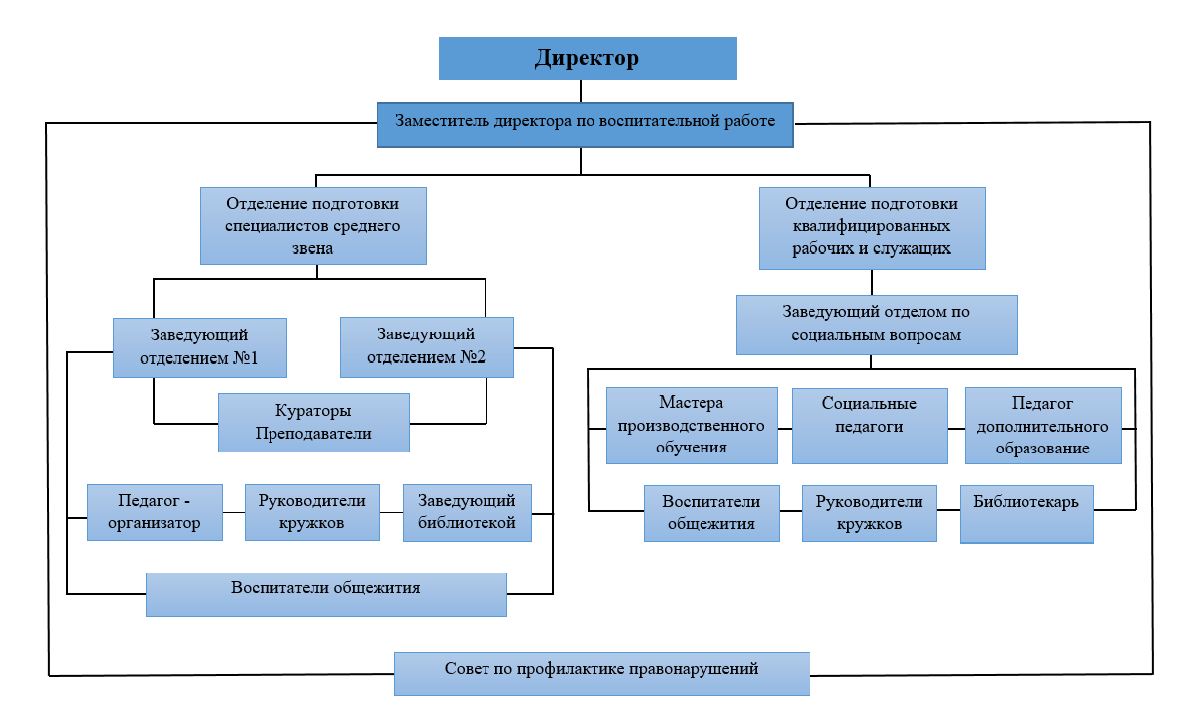 Директор
Заместитель директора по воспитательной работе
Отделение подготовки
специалистов среднего
звена
Отделение подготовки
квалифицированных
рабочих и служащих
Заведующий
отделением №1
Заведующий
отделением №2
Заведующий отделом по
социальным вопросам
Кураторы
Преподаватели
Мастера
производственного
обучения
Социальные
педагоги
Педагог
дополнительного
образование
Педагог -
организатор
Руководители
кружков
Заведующий
библиотекой
Воспитатели
общежития
Руководители
кружков
Библиотекарь
Воспитатели общежития
Совет по профилактике правонарушений